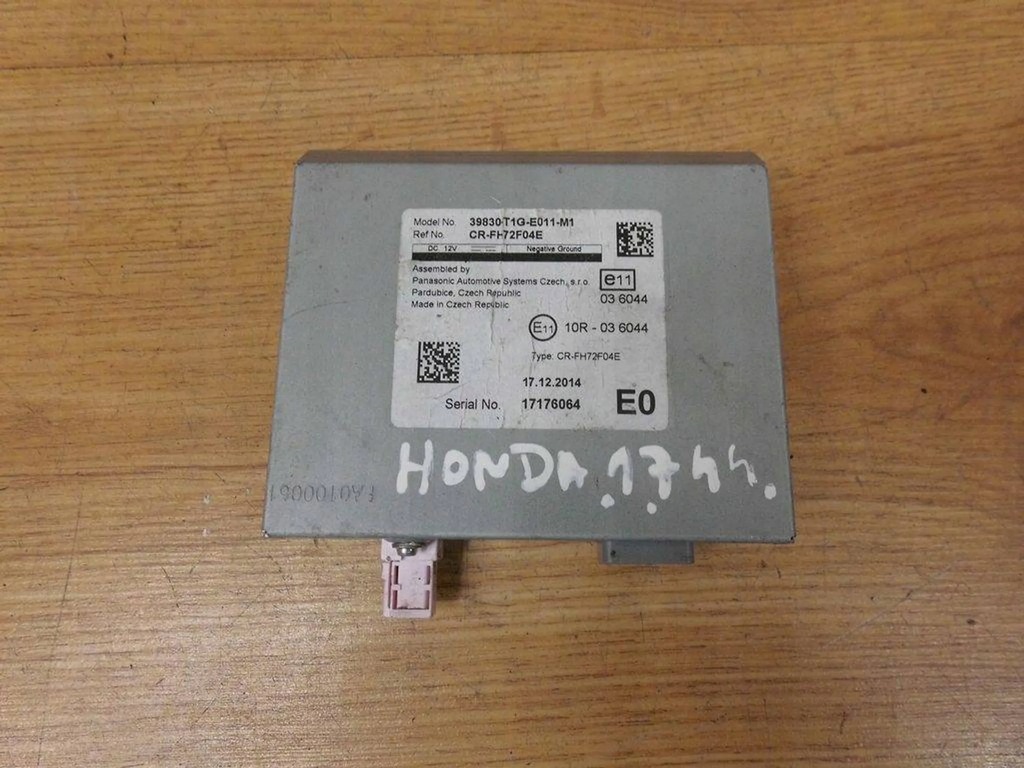 Model No. 39830-T1G-E011-M1
Ref No. CR-FH72F04E
DC 12V Negative Ground
Assembled by
Panasonic Automotive Systems Czech, s.r.o.
Pardubice, Czech Republic
Made in Czech Republic
e11
03 6044
E11 10R - 03 6044
Type: CR-FH72F04E
17.12.2014
Serial No. 17176064
E0
HONDA.1744.